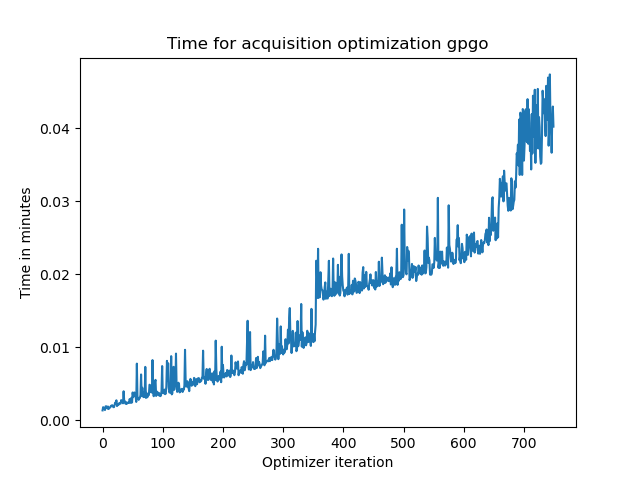 Time for acquisition optimization gpgo
0.04
0.03
0.02
0.01
0.00
Time in minutes
0 100 200 300 400 500 600 700
Optimizer iteration